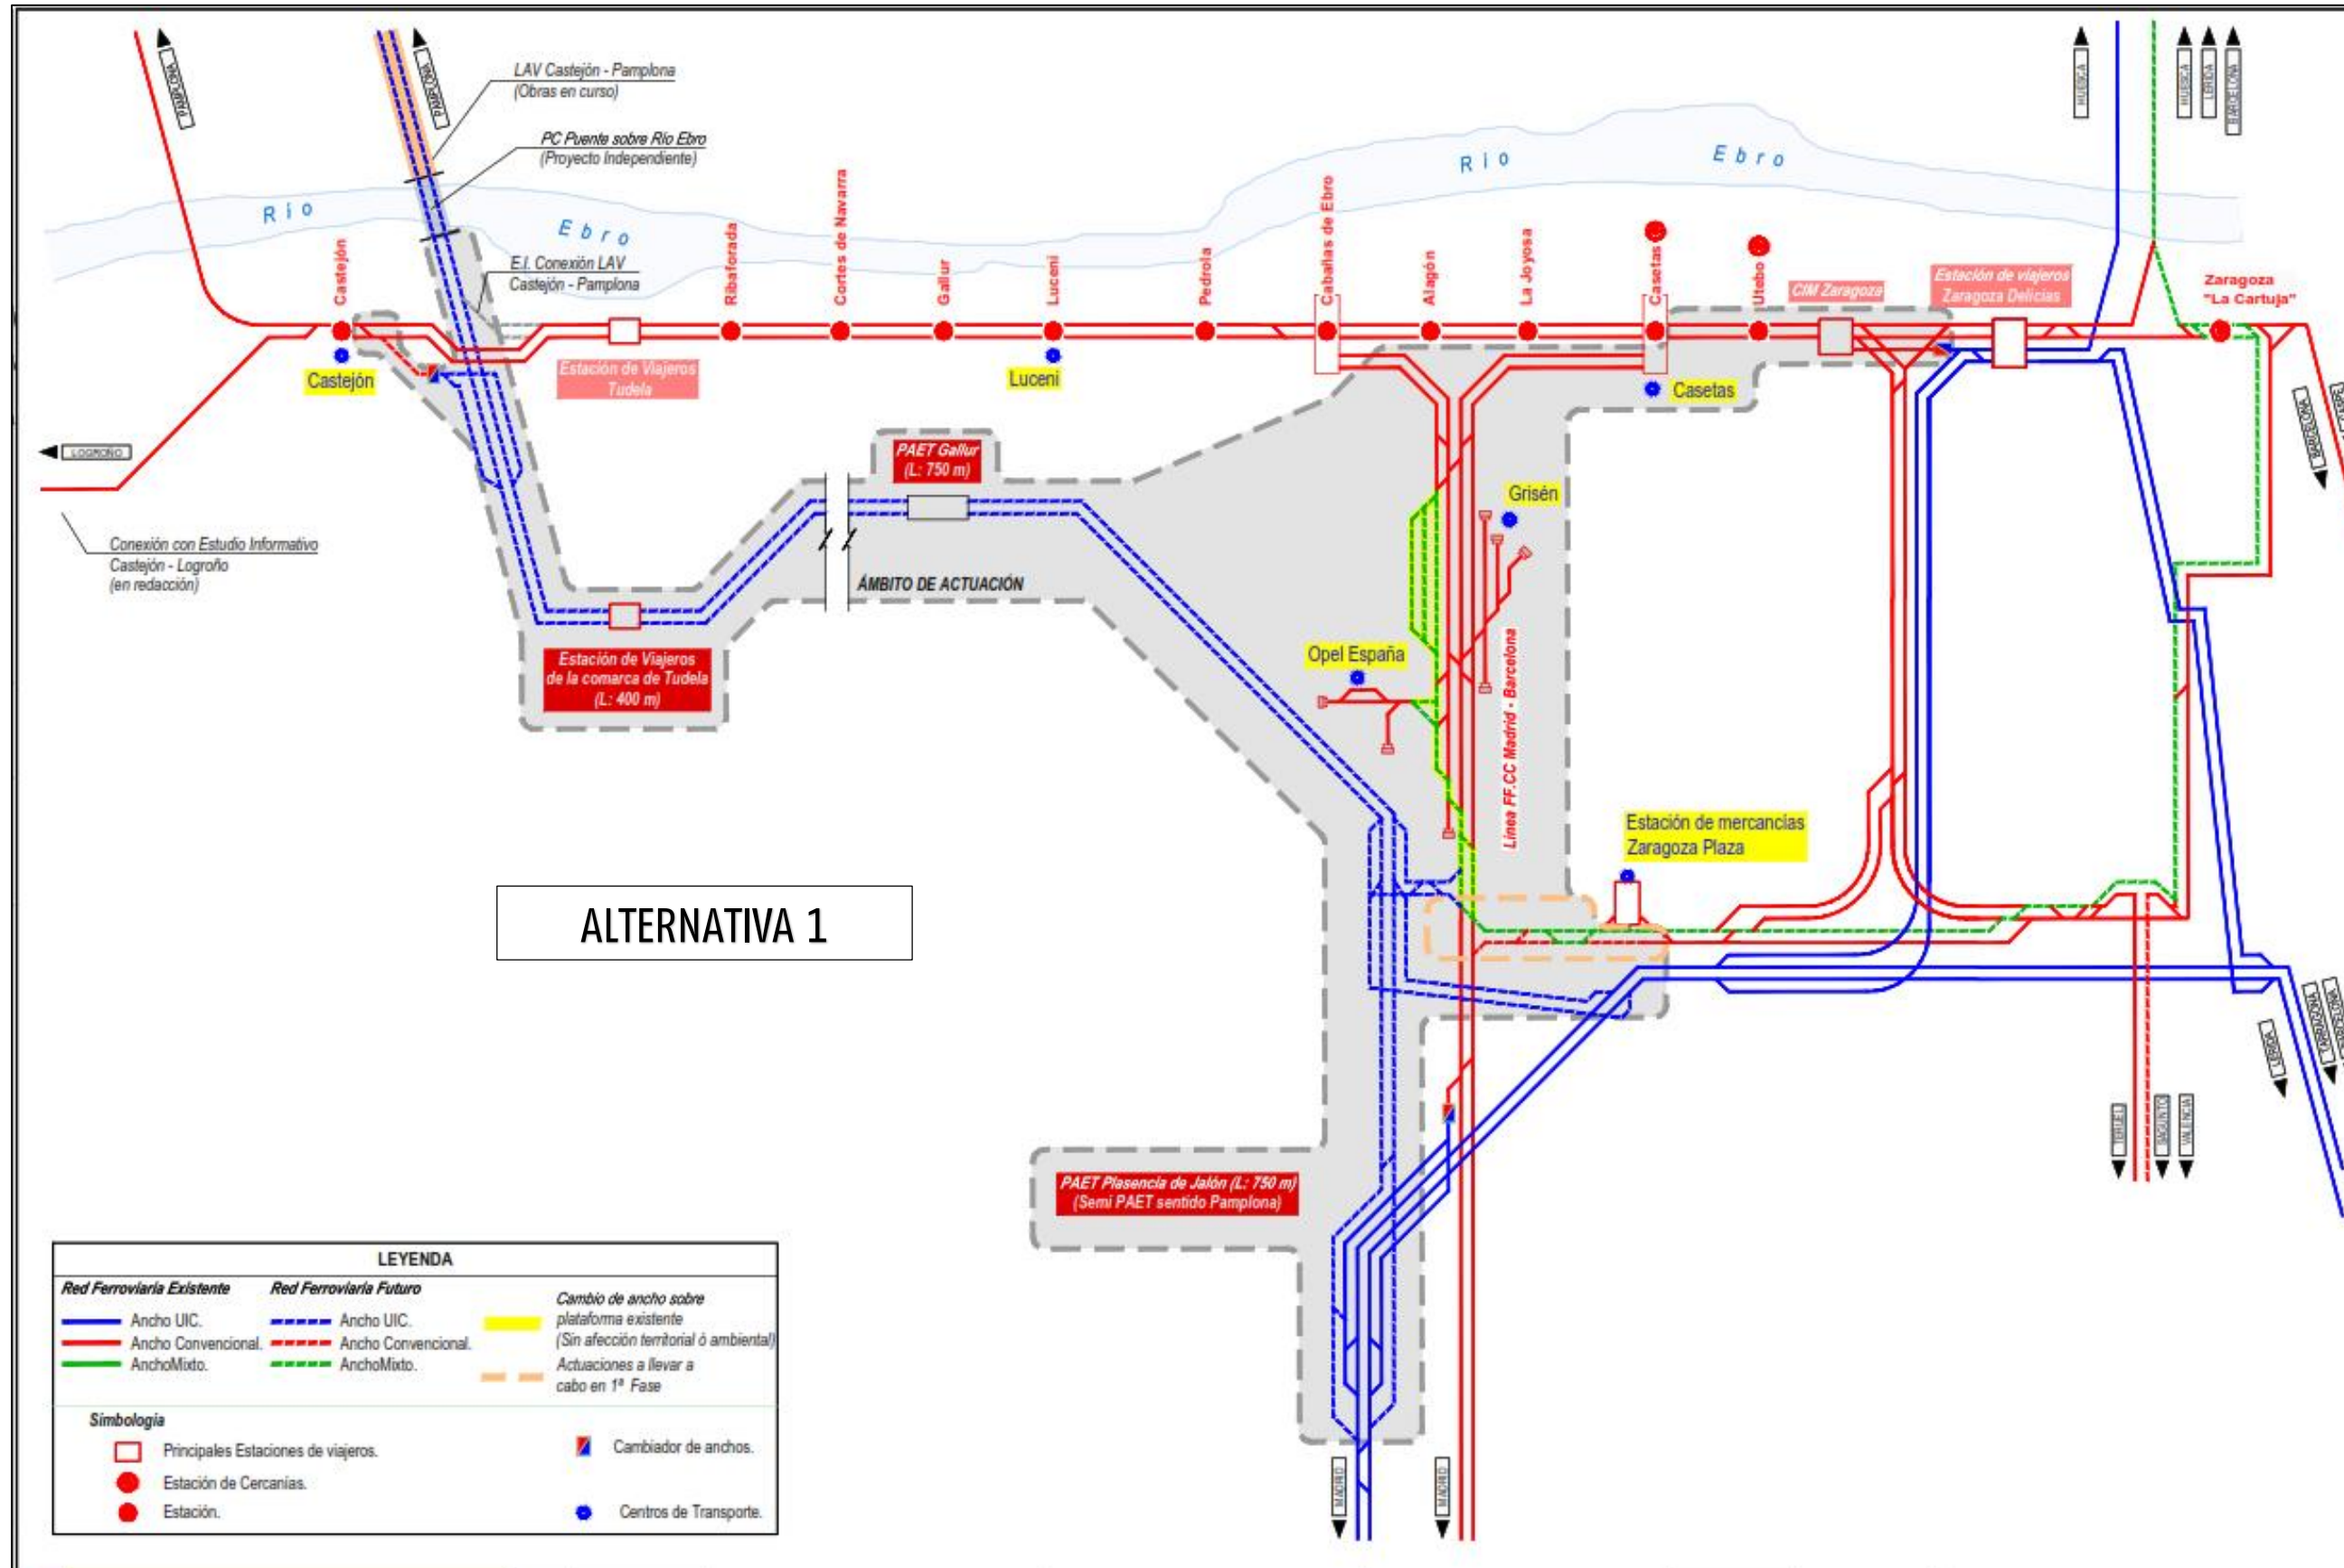 PAMPLONA
PAMPLONA
LAV Castejón - Pamplona
(Obras en curso)
PC Puente sobre Río Ebro
(Proyecto Independiente)
HUESCA
HUESCA
LERIDA
BARDELONA
Río
Ebro
Río
Ebro
E.I. Conexión LAV
Castejón - Pamplona
Castejón
Ribaforada
Cortes de Navarra
Gallur
Luceni
Pedrola
Cabañas de Ebro
Alagón
La Joyosa
Casetas
Utebo
CIM Zaragoza
Estación de viajeros
Zaragoza Delicias
Zaragoza
"La Cartuja"
Castejón
Estación de Viajeros
Tudela
Luceni
Casetas
LOGROÑO
PAET Gallur
(L: 750 m)
Grisén
Conexión con Estudio Informativo
Castejón - Logroño
(en redacción)
ÁMBITO DE ACTUACIÓN
Opel España
Estación de Viajeros
de la comarca de Tudela
(L: 400 m)
Línea FF.CC Madrid - Barcelona
Estación de mercancías
Zaragoza Plaza
ALTERNATIVA 1
LERIDA
TARRAGONA
TERUEL
SAGUNTO
VALENCIA
PAET Plasencia de Jalón (L: 750 m)
(Semi PAET sentido Pamplona)
MADRID
MADRID
LEYENDA
Red Ferroviaria Existente
Red Ferroviaria Futuro
Ancho UIC.
Ancho UIC.
Ancho Convencional.
Ancho Convencional.
AnchoMixto.
AnchoMixto.
Cambio de ancho sobre
plataforma existente
(Sin afección territorial ó ambiental)
Actuaciones a llevar a
cabo en 1ª Fase
Simbología
Principales Estaciones de viajeros.
Cambiador de anchos.
Estación de Cercanías.
Estación.
Centros de Transporte.